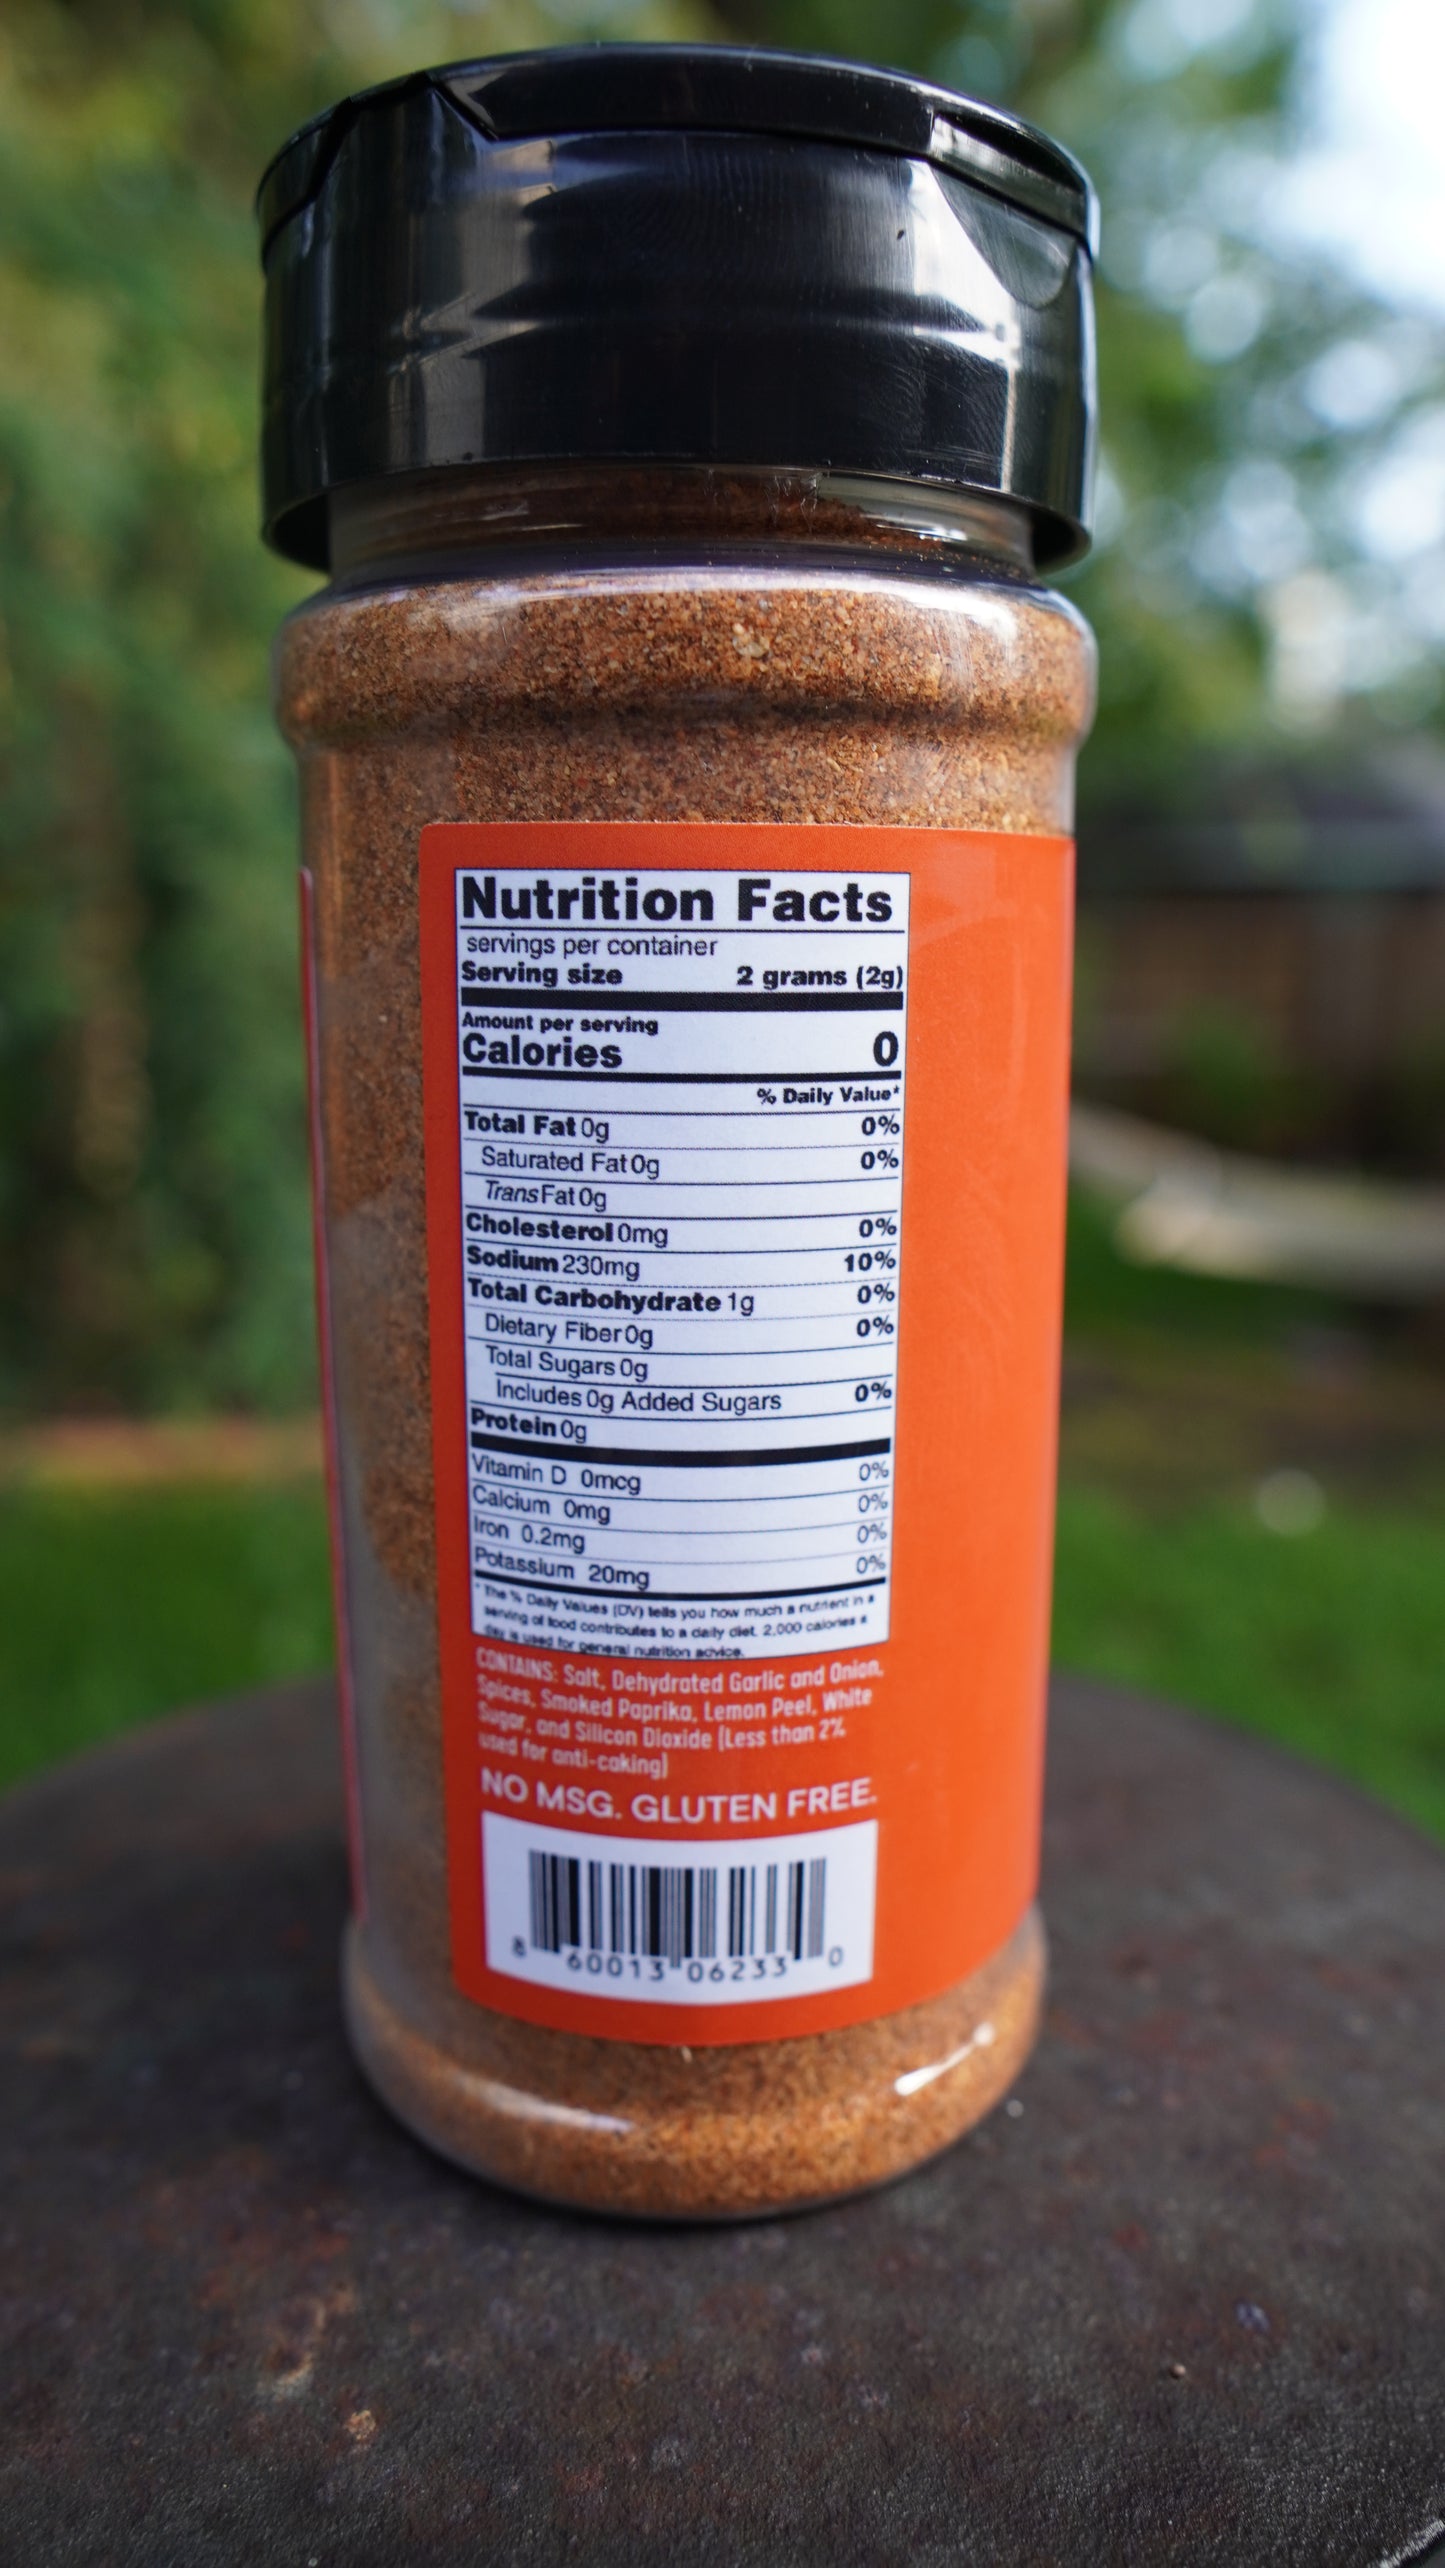 Nutrition Facts
servings per container
Serving size 2 grams (2g)
Amount per serving
Calories 0
% Daily Value*
Total Fat 0g 0%
Saturated Fat 0g 0%
Trans Fat 0g
Cholesterol 0mg 0%
Sodium 230mg 10%
Total Carbohydrate 1g 0%
Dietary Fiber 0g 0%
Total Sugars 0g
Includes 0g Added Sugars 0%
Protein 0g
Vitamin D 0mcg 0%
Calcium 0mg 0%
Iron 0.2mg 0%
Potassium 20mg 0%
* The % Daily Values (DV) tells you how much a nutrient in a
serving of food contributes to a daily diet. 2,000 calories a
day is used for general nutrition advice.
CONTAINS: Salt, Dehydrated Garlic and Onion,
Spices, Smoked Paprika, Lemon Peel, White
Sugar, and Silicon Dioxide (Less than 2%
used for anti-caking)
NO MSG. GLUTEN FREE.
8 60013 06233 0